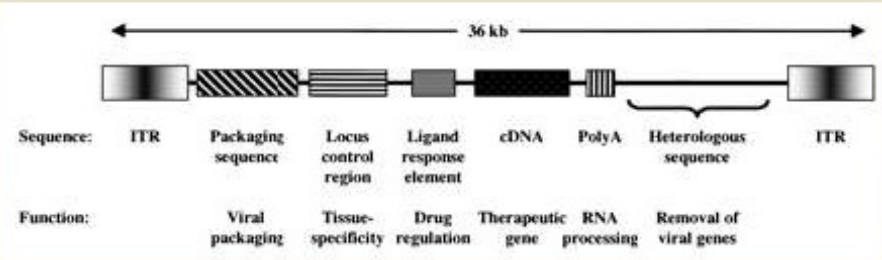 36 kb
Sequence: ITR Packaging Locus Ligand cDNA PolyA Heterologous ITR
sequence control response sequence
region element
Function: Viral Tissue- Drug Therapeutic RNA Removal of
packaging specificity regulation gene processing viral genes